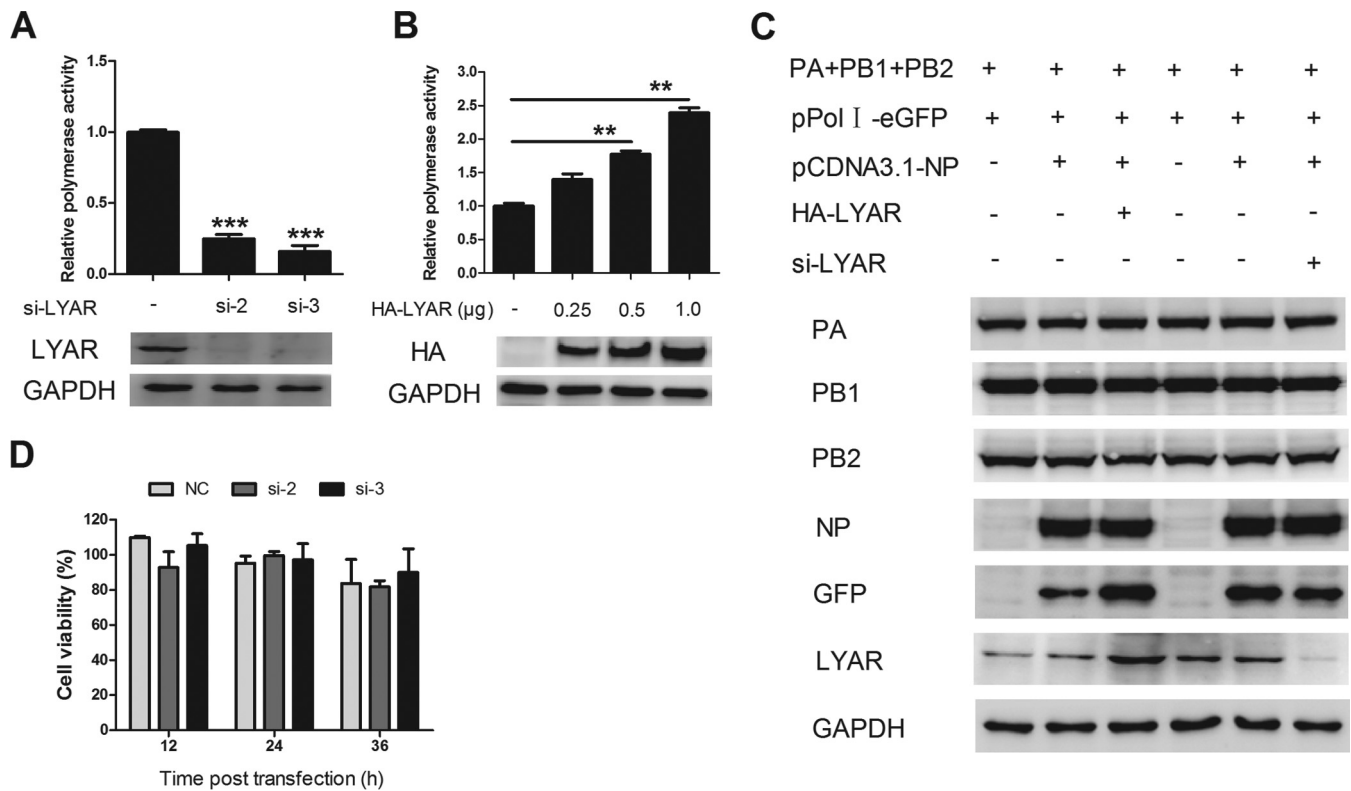 A
Relative polymerase activity
1.5
1.0
0.5
0.0
*** ***
si-LYAR - si-2 si-3
LYAR
GAPDH
B
Relative polymerase activity
3.0
2.5
2.0
1.5
1.0
0.5
0.0
**
**
HA-LYAR (µg) - 0.25 0.5 1.0
HA
GAPDH
C
PA+PB1+PB2 + + + + + +
pPol Ⅰ -eGFP + + + + + +
pCDNA3.1-NP - + + - + +
HA-LYAR - - + - - -
si-LYAR - - - - - +
PA
PB1
PB2
NP
GFP
LYAR
GAPDH
D
NC si-2 si-3
Cell viability (%)
120
100
80
60
40
20
0
12 24 36
Time post transfection (h)